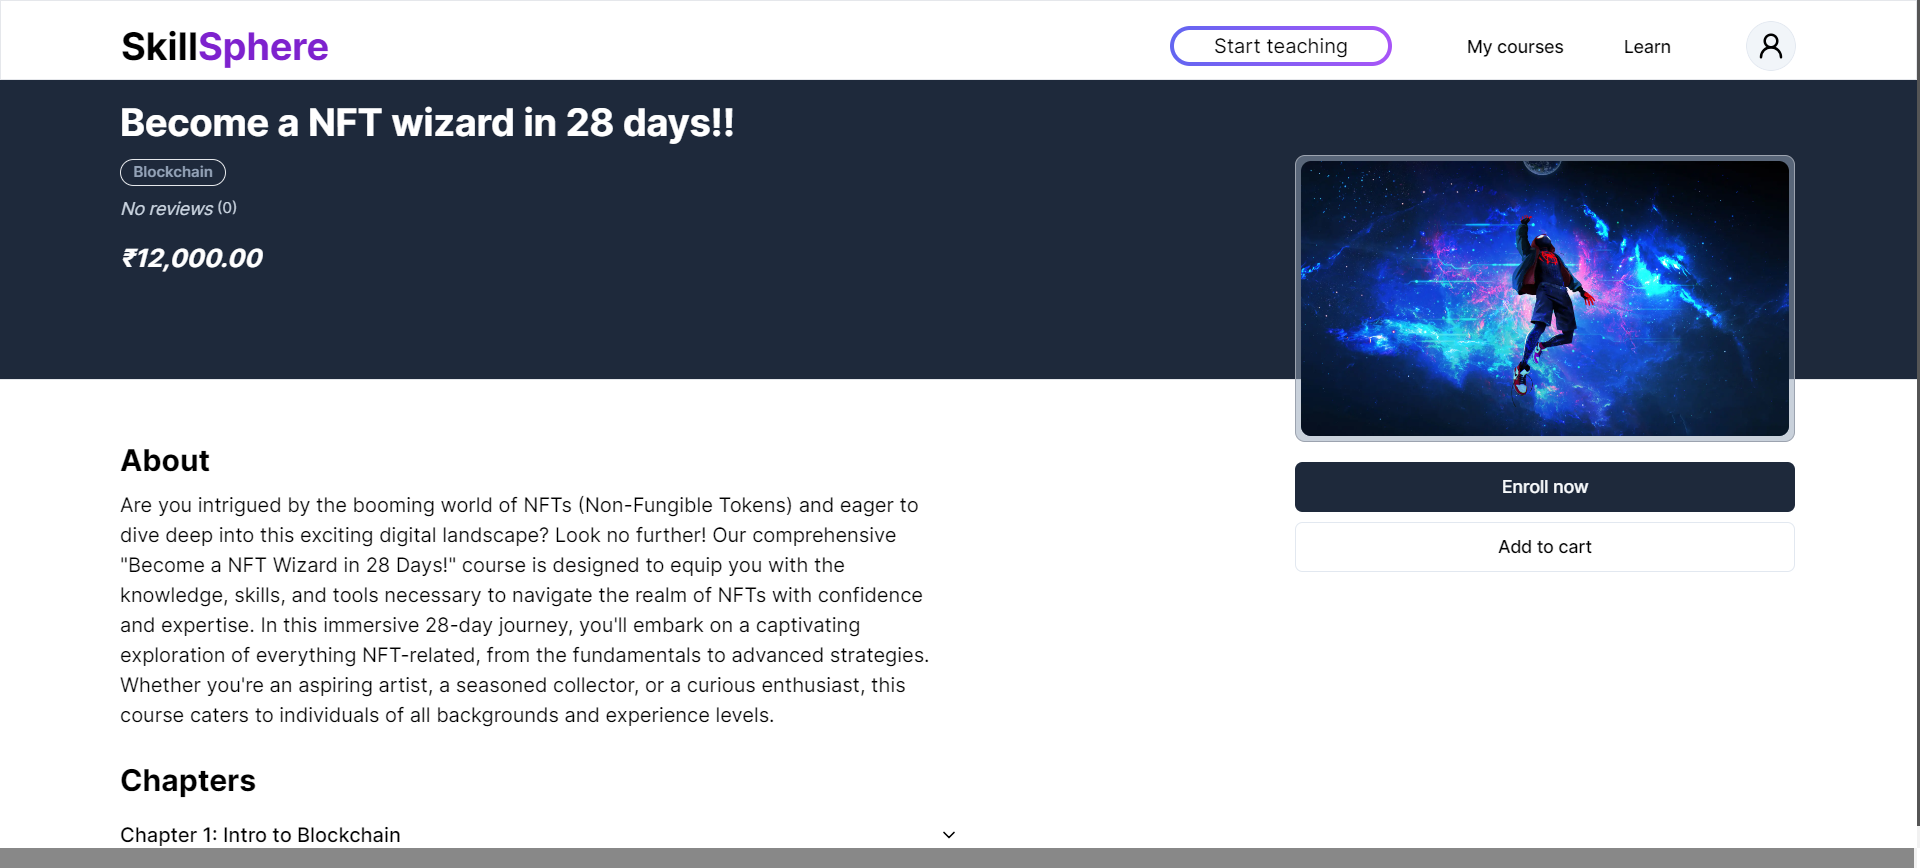 SkillSphere
Start teaching
My courses
Learn
Become a NFT wizard in 28 days!!
Blockchain
No reviews (0)
₹12,000.00
About
Are you intrigued by the booming world of NFTs (Non-Fungible Tokens) and eager to
dive deep into this exciting digital landscape? Look no further! Our comprehensive
"Become a NFT Wizard in 28 Days!" course is designed to equip you with the
knowledge, skills, and tools necessary to navigate the realm of NFTs with confidence
and expertise. In this immersive 28-day journey, you'll embark on a captivating
exploration of everything NFT-related, from the fundamentals to advanced strategies.
Whether you're an aspiring artist, a seasoned collector, or a curious enthusiast, this
course caters to individuals of all backgrounds and experience levels.
Chapters
Chapter 1: Intro to Blockchain
Enroll now
Add to cart